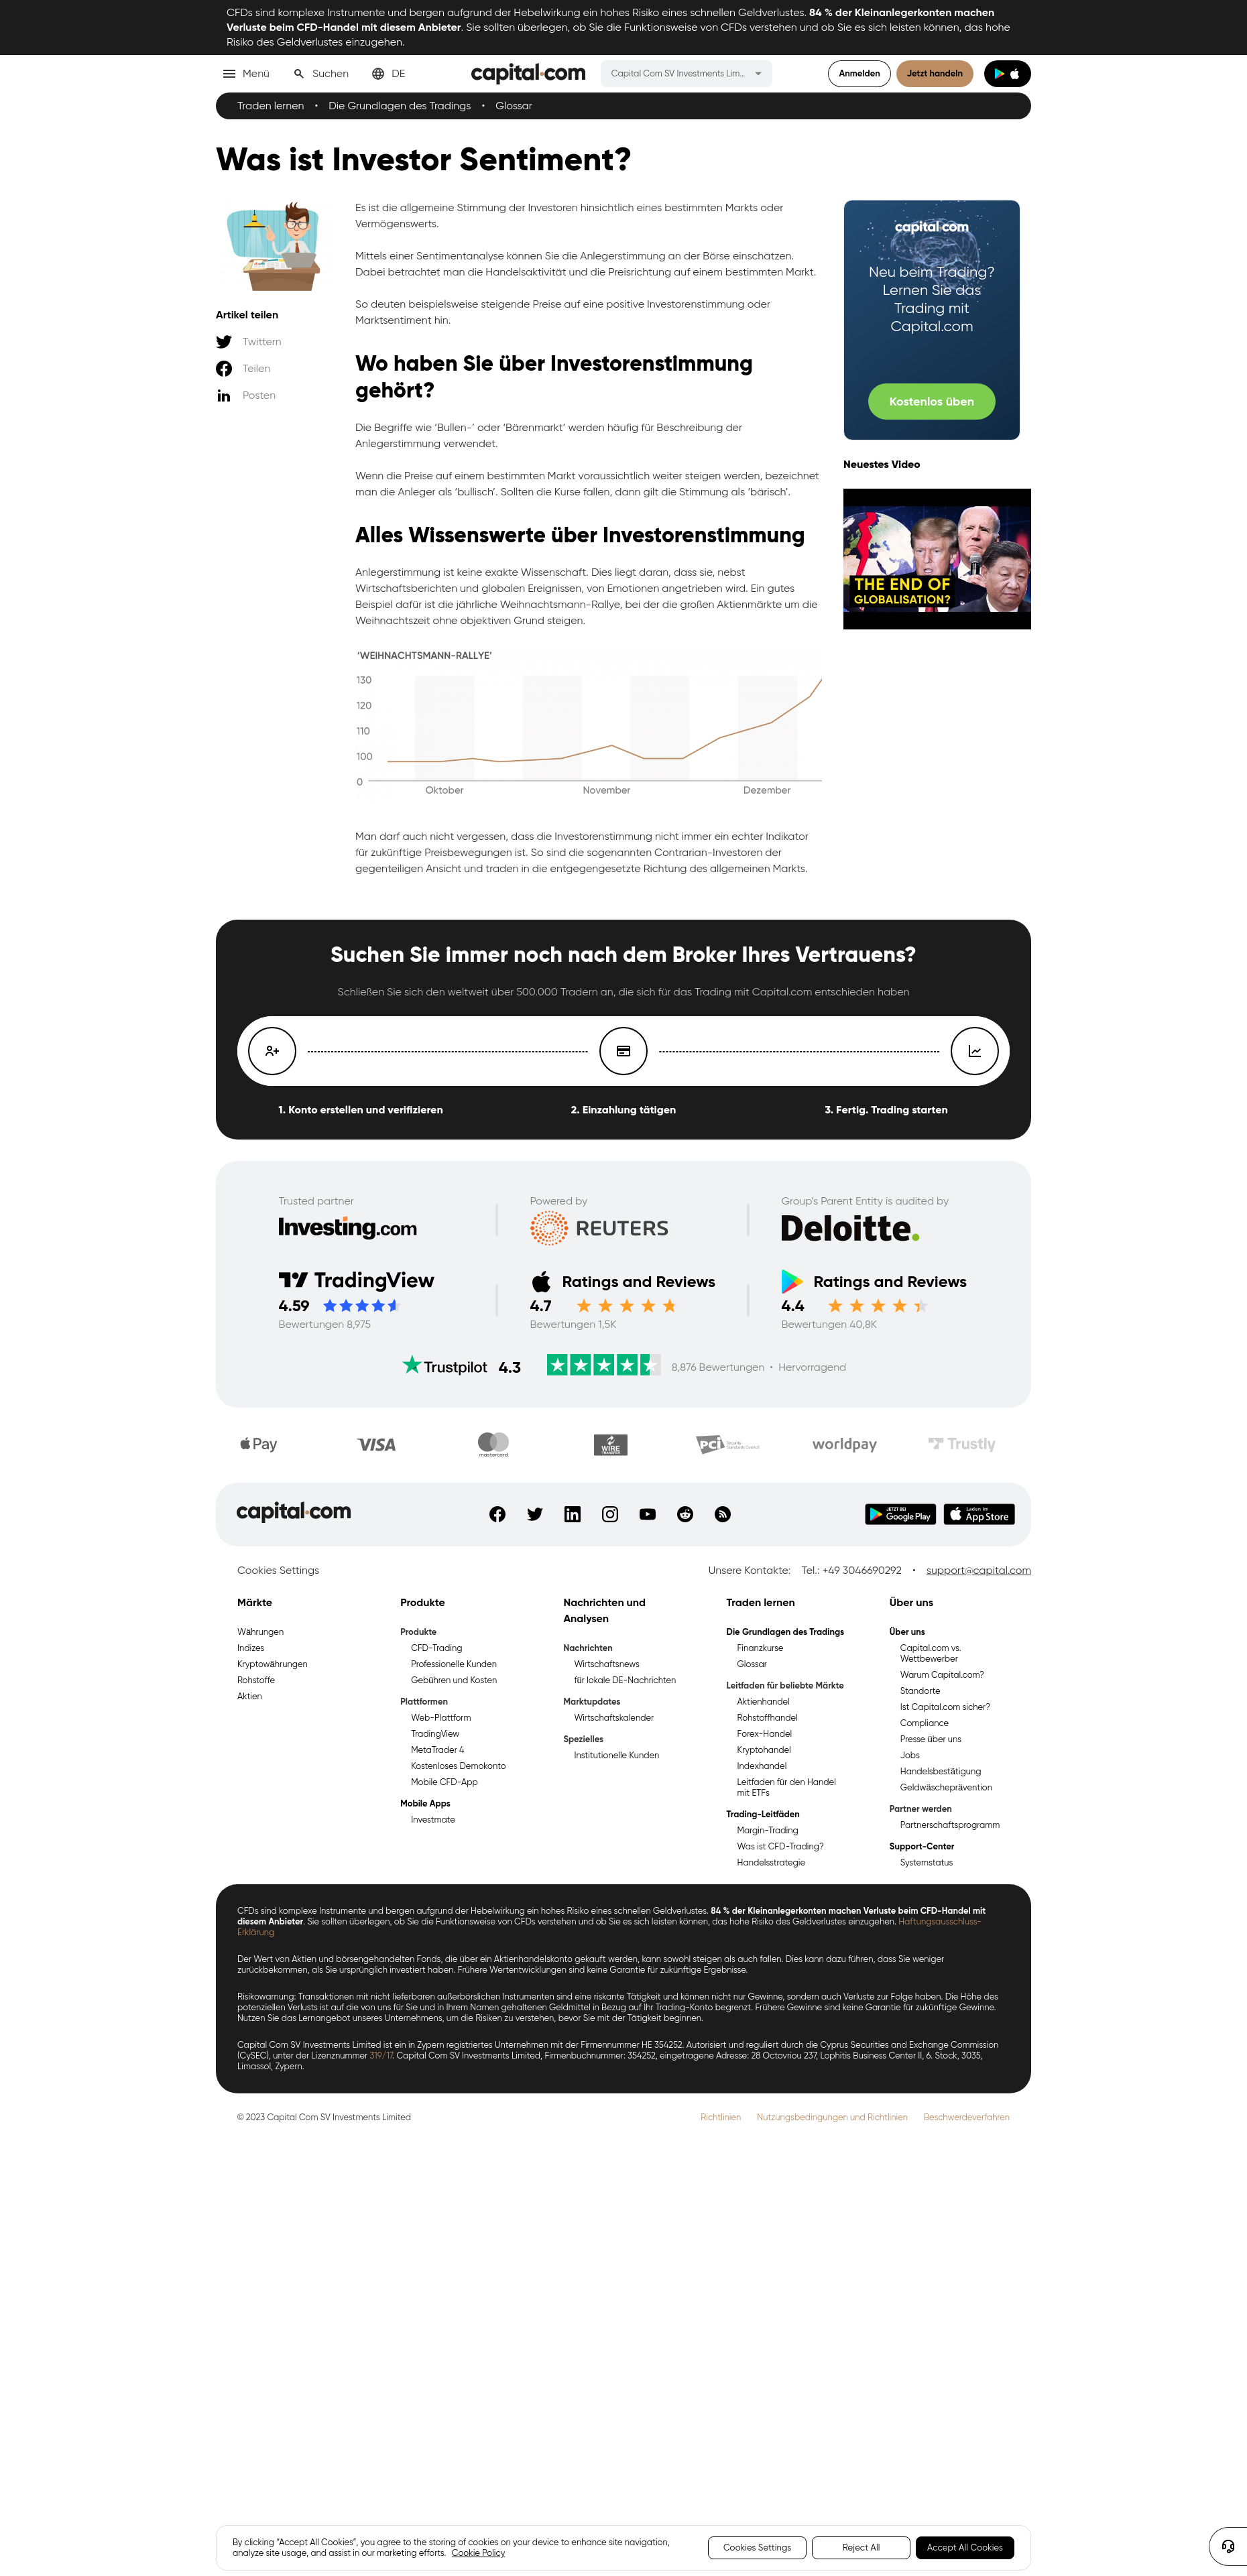 CFDs sind komplexe Instrumente und bergen aufgrund der Hebelwirkung ein hohes Risiko eines schnellen Geldverlustes. 84 % der Kleinanlegerkonten machen
Verluste beim CFD-Handel mit diesem Anbieter. Sie sollten überlegen, ob Sie die Funktionsweise von CFDs verstehen und ob Sie es sich leisten können, das hohe
Risiko des Geldverlustes einzugehen.
Menü Suchen DE capital.com Capital Com SV Investments Lim... Anmelden Jetzt handeln
Traden lernen • Die Grundlagen des Tradings • Glossar
Was ist Investor Sentiment?
Artikel teilen
Twittern
Teilen
Posten
Es ist die allgemeine Stimmung der Investoren hinsichtlich eines bestimmten Markts oder
Vermögenswerts.
Mittels einer Sentimentanalyse können Sie die Anlegerstimmung an der Börse einschätzen.
Dabei betrachtet man die Handelsaktivität und die Preisrichtung auf einem bestimmten Markt.
So deuten beispielsweise steigende Preise auf eine positive Investorenstimmung oder
Marktsentiment hin.
Wo haben Sie über Investorenstimmung
gehört?
Die Begriffe wie ‘Bullen-’ oder ‘Bärenmarkt’ werden häufig für Beschreibung der
Anlegerstimmung verwendet.
Wenn die Preise auf einem bestimmten Markt voraussichtlich weiter steigen werden, bezeichnet
man die Anleger als ‘bullisch’. Sollten die Kurse fallen, dann gilt die Stimmung als ‘bärisch’.
Alles Wissenswerte über Investorenstimmung
Anlegerstimmung ist keine exakte Wissenschaft. Dies liegt daran, dass sie, nebst
Wirtschaftsberichten und globalen Ereignissen, von Emotionen angetrieben wird. Ein gutes
Beispiel dafür ist die jährliche Weihnachtsmann-Rallye, bei der die großen Aktienmärkte um die
Weihnachtszeit ohne objektiven Grund steigen.
'WEIHNACHTSMANN-RALLYE'
130
120
110
100
0
Oktober November Dezember
Man darf auch nicht vergessen, dass die Investorenstimmung nicht immer ein echter Indikator
für zukünftige Preisbewegungen ist. So sind die sogenannten Contrarian-Investoren der
gegenteiligen Ansicht und traden in die entgegengesetzte Richtung des allgemeinen Markts.
capital.com
Neu beim Trading?
Lernen Sie das
Trading mit
Capital.com
Kostenlos üben
Neuestes Video
THE END OF
GLOBALISATION?
Suchen Sie immer noch nach dem Broker Ihres Vertrauens?
Schließen Sie sich den weltweit über 500.000 Tradern an, die sich für das Trading mit Capital.com entschieden haben
1. Konto erstellen und verifizieren 2. Einzahlung tätigen 3. Fertig. Trading starten
Trusted partner Powered by Group's Parent Entity is audited by
Investing.com REUTERS Deloitte.
TradingView Ratings and Reviews Ratings and Reviews
4.59 4.7 4.4
Bewertungen 8,975 Bewertungen 1,5K Bewertungen 40,8K
Trustpilot 4.3 8,876 Bewertungen • Hervorragend
Pay VISA mastercard WIRE TRANSFER PCI Security Standards Council worldpay Trustly
capital.com JETZT BEI Google Play Laden im App Store
Cookies Settings Unsere Kontakte: Tel.: +49 3046690292 • support@capital.com
Märkte
Währungen
Indizes
Kryptowährungen
Rohstoffe
Aktien
Produkte
Produkte
CFD-Trading
Professionelle Kunden
Gebühren und Kosten
Plattformen
Web-Plattform
TradingView
MetaTrader 4
Kostenloses Demokonto
Mobile CFD-App
Mobile Apps
Investmate
Nachrichten und
Analysen
Nachrichten
Wirtschaftsnews
für lokale DE-Nachrichten
Marktupdates
Wirtschaftskalender
Spezielles
Institutionelle Kunden
Traden lernen
Die Grundlagen des Tradings
Finanzkurse
Glossar
Leitfaden für beliebte Märkte
Aktienhandel
Rohstoffhandel
Forex-Handel
Kryptohandel
Indexhandel
Leitfaden für den Handel
mit ETFs
Trading-Leitfäden
Margin-Trading
Was ist CFD-Trading?
Handelsstrategie
Über uns
Über uns
Capital.com vs.
Wettbewerber
Warum Capital.com?
Standorte
Ist Capital.com sicher?
Compliance
Presse über uns
Jobs
Handelsbestätigung
Geldwäscheprävention
Partner werden
Partnerschaftsprogramm
Support-Center
Systemstatus
CFDs sind komplexe Instrumente und bergen aufgrund der Hebelwirkung ein hohes Risiko eines schnellen Geldverlustes. 84 % der Kleinanlegerkonten machen Verluste beim CFD-Handel mit
diesem Anbieter. Sie sollten überlegen, ob Sie die Funktionsweise von CFDs verstehen und ob Sie es sich leisten können, das hohe Risiko des Geldverlustes einzugehen. Haftungsausschluss-
Erklärung
Der Wert von Aktien und börsengehandelten Fonds, die über ein Aktienhandelskonto gekauft werden, kann sowohl steigen als auch fallen. Dies kann dazu führen, dass Sie weniger
zurückbekommen, als Sie ursprünglich investiert haben. Frühere Wertentwicklungen sind keine Garantie für zukünftige Ergebnisse.
Risikowarnung: Transaktionen mit nicht lieferbaren außerbörslichen Instrumenten sind eine riskante Tätigkeit und können nicht nur Gewinne, sondern auch Verluste zur Folge haben. Die Höhe des
potenziellen Verlusts ist auf die von uns für Sie und in Ihrem Namen gehaltenen Geldmittel in Bezug auf Ihr Trading-Konto begrenzt. Frühere Gewinne sind keine Garantie für zukünftige Gewinne.
Nutzen Sie das Lernangebot unseres Unternehmens, um die Risiken zu verstehen, bevor Sie mit der Tätigkeit beginnen.
Capital Com SV Investments Limited ist ein in Zypern registriertes Unternehmen mit der Firmennummer HE 354252. Autorisiert und reguliert durch die Cyprus Securities and Exchange Commission
(CySEC), unter der Lizenznummer 319/17. Capital Com SV Investments Limited, Firmenbuchnummer: 354252, eingetragene Adresse: 28 Octovriou 237, Lophitis Business Center II, 6. Stock, 3035,
Limassol, Zypern.
© 2023 Capital Com SV Investments Limited Richtlinien Nutzungsbedingungen und Richtlinien Beschwerdeverfahren
By clicking “Accept All Cookies”, you agree to the storing of cookies on your device to enhance site navigation,
analyze site usage, and assist in our marketing efforts. Cookie Policy
Cookies Settings Reject All Accept All Cookies